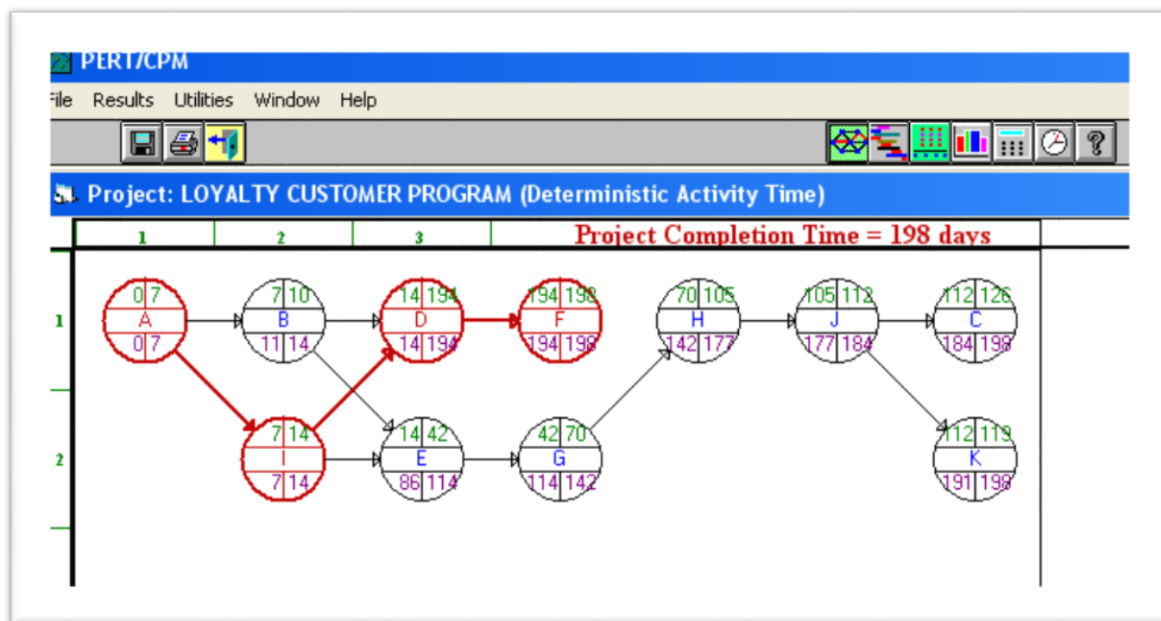 PERT/CPM
File Results Utilities Window Help
Project: LOYALTY CUSTOMER PROGRAM (Deterministic Activity Time)
1 2 3 Project Completion Time = 198 days
1
0 7 7 10 14 194 194 198 70 105 105 112 112 126
A B D F H J C
0 7 11 14 14 194 194 198 142 177 177 184 184 198
2
7 14 14 42 42 70 112 119
I E G K
7 14 86 114 114 142 191 198